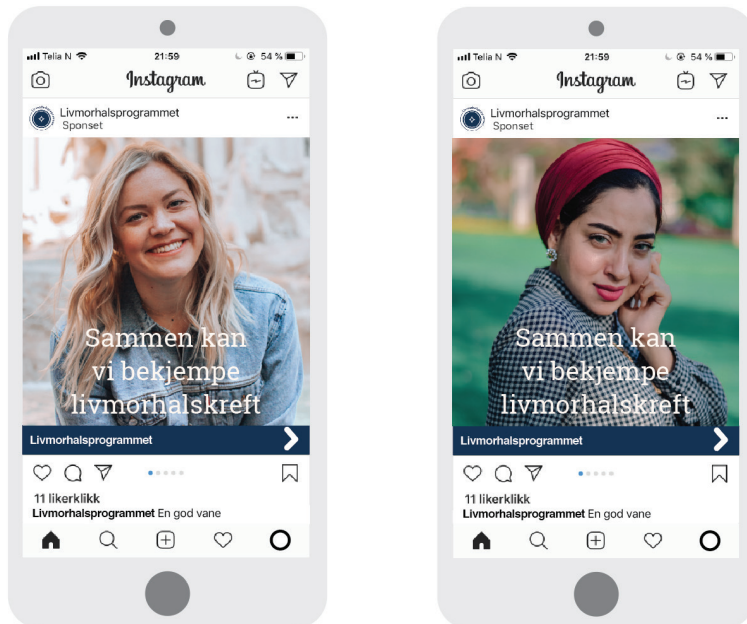 Telia N 21:59 54 %
Instagram
Livmorhalsprogrammet
Sponset
Sammen kan
vi bekjempe
livmorhalskreft
Livmorhalsprogrammet
11 likerklikk
Livmorhalsprogrammet En god vane
Telia N 21:59 54 %
Instagram
Livmorhalsprogrammet
Sponset
Sammen kan
vi bekjempe
livmorhalskreft
Livmorhalsprogrammet
11 likerklikk
Livmorhalsprogrammet En god vane